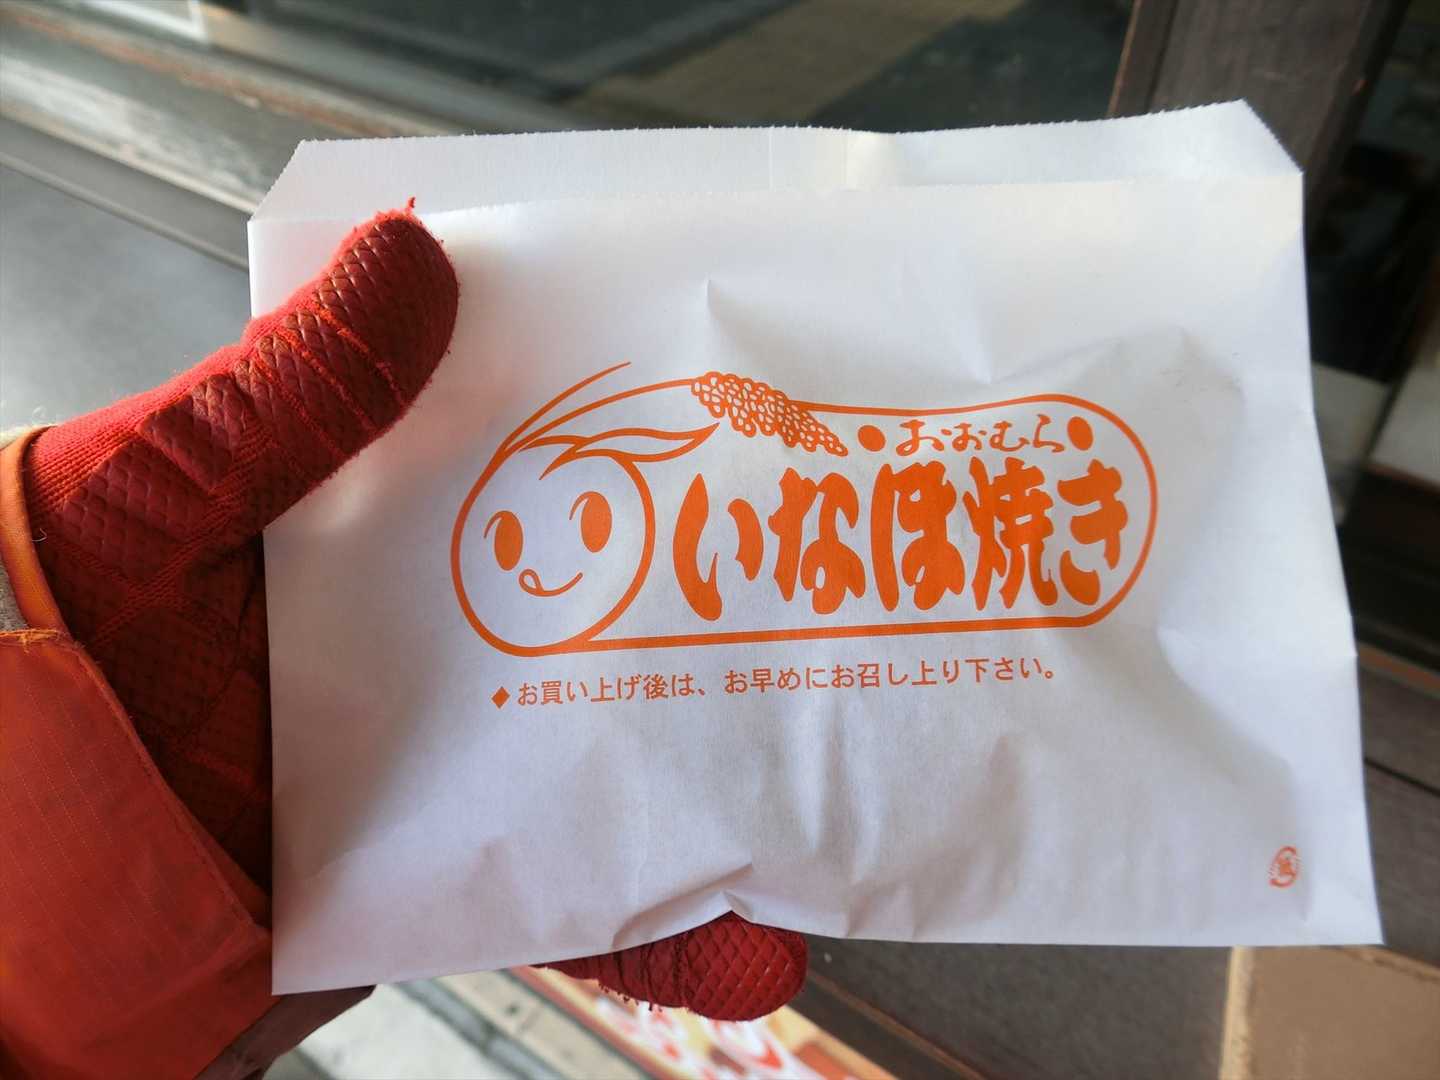 ●おおむら●
いなほ焼き
♦お買い上げ後は、お早めにお召し上り下さい。